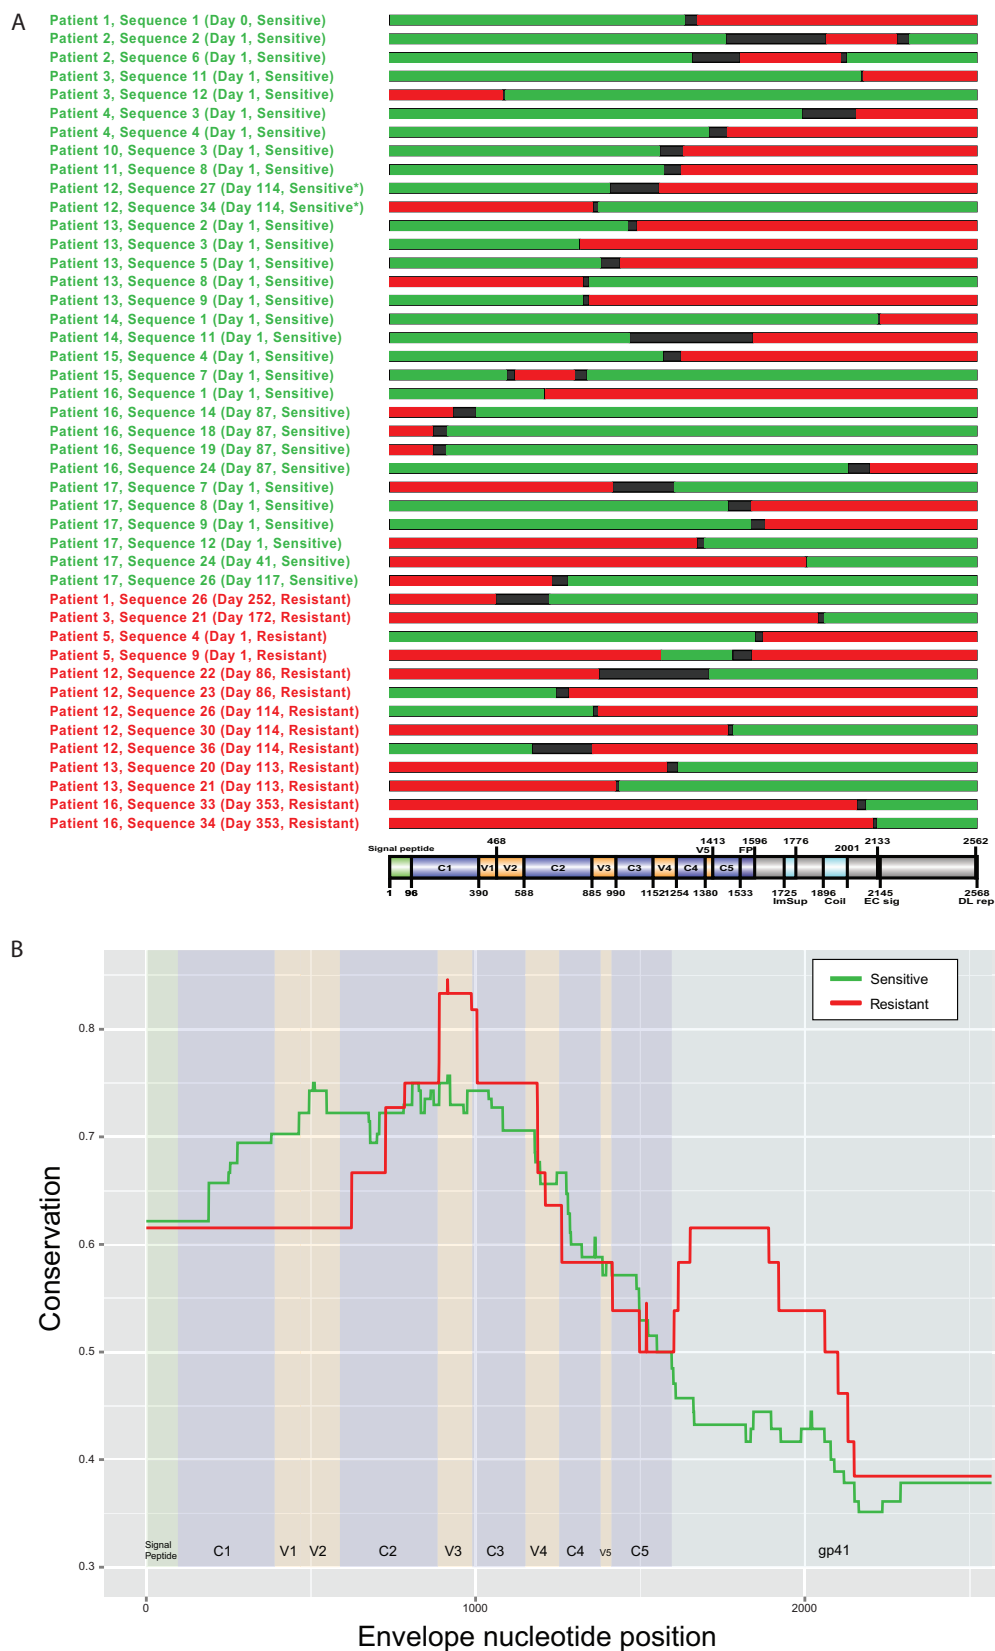 A
Patient 1, Sequence 1 (Day 0, Sensitive)
Patient 2, Sequence 2 (Day 1, Sensitive)
Patient 2, Sequence 6 (Day 1, Sensitive)
Patient 3, Sequence 11 (Day 1, Sensitive)
Patient 3, Sequence 12 (Day 1, Sensitive)
Patient 4, Sequence 3 (Day 1, Sensitive)
Patient 4, Sequence 4 (Day 1, Sensitive)
Patient 10, Sequence 3 (Day 1, Sensitive)
Patient 11, Sequence 8 (Day 1, Sensitive)
Patient 12, Sequence 27 (Day 114, Sensitive*)
Patient 12, Sequence 34 (Day 114, Sensitive*)
Patient 13, Sequence 2 (Day 1, Sensitive)
Patient 13, Sequence 3 (Day 1, Sensitive)
Patient 13, Sequence 5 (Day 1, Sensitive)
Patient 13, Sequence 8 (Day 1, Sensitive)
Patient 13, Sequence 9 (Day 1, Sensitive)
Patient 14, Sequence 1 (Day 1, Sensitive)
Patient 14, Sequence 11 (Day 1, Sensitive)
Patient 15, Sequence 4 (Day 1, Sensitive)
Patient 15, Sequence 7 (Day 1, Sensitive)
Patient 16, Sequence 1 (Day 1, Sensitive)
Patient 16, Sequence 14 (Day 87, Sensitive)
Patient 16, Sequence 18 (Day 87, Sensitive)
Patient 16, Sequence 19 (Day 87, Sensitive)
Patient 16, Sequence 24 (Day 87, Sensitive)
Patient 17, Sequence 7 (Day 1, Sensitive)
Patient 17, Sequence 8 (Day 1, Sensitive)
Patient 17, Sequence 9 (Day 1, Sensitive)
Patient 17, Sequence 12 (Day 1, Sensitive)
Patient 17, Sequence 24 (Day 41, Sensitive)
Patient 17, Sequence 26 (Day 117, Sensitive)
Patient 1, Sequence 26 (Day 252, Resistant)
Patient 3, Sequence 21 (Day 172, Resistant)
Patient 5, Sequence 4 (Day 1, Resistant)
Patient 5, Sequence 9 (Day 1, Resistant)
Patient 12, Sequence 22 (Day 86, Resistant)
Patient 12, Sequence 23 (Day 86, Resistant)
Patient 12, Sequence 26 (Day 114, Resistant)
Patient 12, Sequence 30 (Day 114, Resistant)
Patient 12, Sequence 36 (Day 114, Resistant)
Patient 13, Sequence 20 (Day 113, Resistant)
Patient 13, Sequence 21 (Day 113, Resistant)
Patient 16, Sequence 33 (Day 353, Resistant)
Patient 16, Sequence 34 (Day 353, Resistant)
468 1413 1596 1776 2133 2562
Signal peptide V5 FP 2001
C1 V1 V2 C2 V3 C3 V4 C4 C5
1 96 390 588 885 990 1152 1254 1380 1533 1725 1896 2145 2568
ImSup Coil EC sig DL rep
B
Sensitive
Resistant
0.8
0.7
0.6
0.5
0.4
0.3
Conservation
Signal
Peptide
C1 V1 V2 C2 V3 C3 V4 C4 V5 C5 gp41
0 1000 2000
Envelope nucleotide position